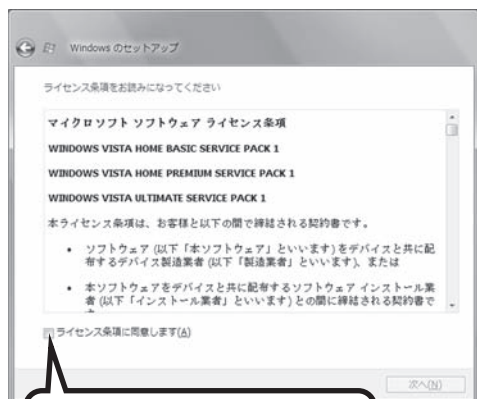 Windows のセットアップ
ライセンス条項をお読みになってください
マイクロソフト ソフトウェア ライセンス条項
WINDOWS VISTA HOME BASIC SERVICE PACK 1
WINDOWS VISTA HOME PREMIUM SERVICE PACK 1
WINDOWS VISTA ULTIMATE SERVICE PACK 1
本ライセンス条項は、お客様と以下の間で締結される契約書です。
• ソフトウェア (以下「本ソフトウェア」といいます) をデバイスと共に配
布するデバイス製造業者 (以下「製造業者」といいます)、または
• 本ソフトウェアをデバイスと共に配布するソフトウェア インストール業
者 (以下「インストール業者」といいます) との間に締結される契約書で
ライセンス条項に同意します(A)
次へ(N)